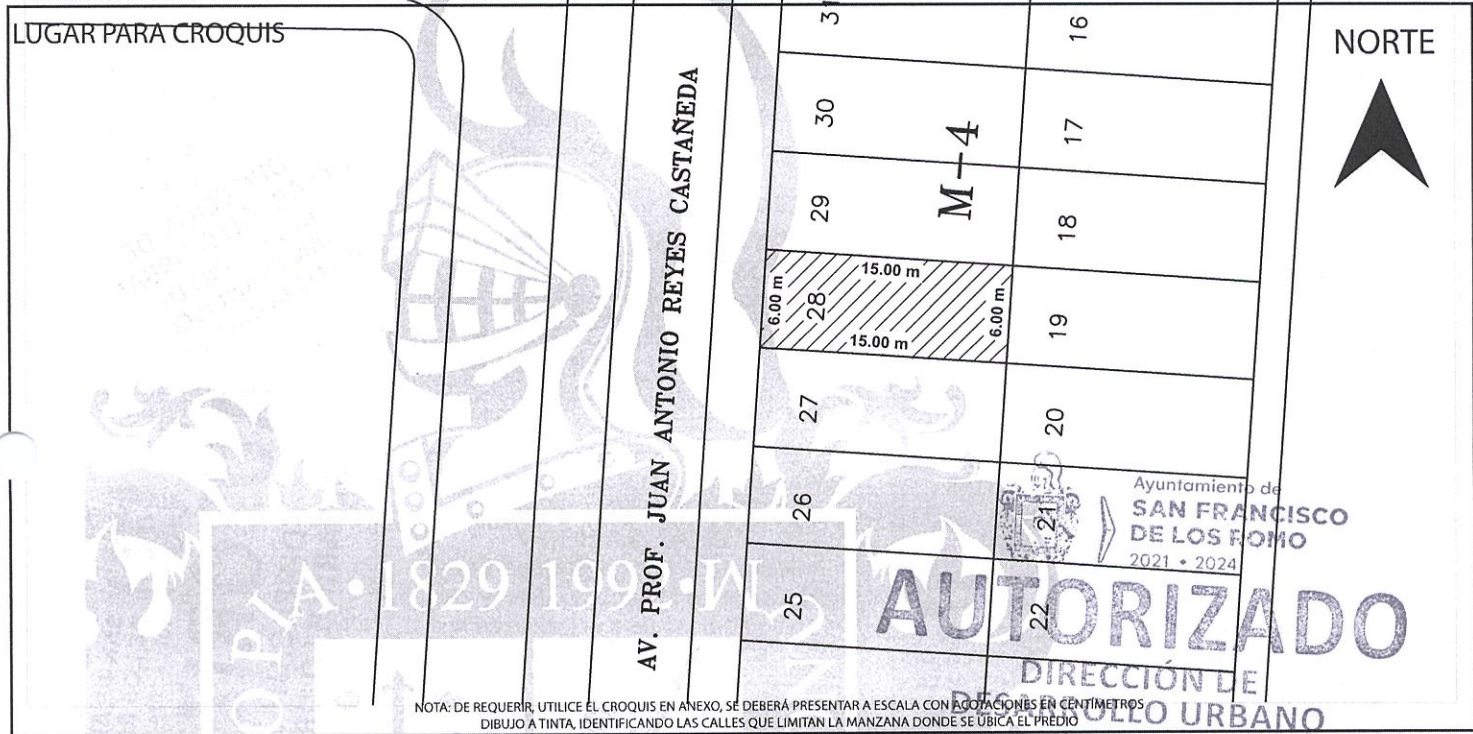 LUGAR PARA CROQUIS
NORTE
31
16
30
17
M-4
29
18
15.00 m
6.00 m
28
6.00 m
15.00 m
19
27
20
26
21
25
22
AV. PROF. JUAN ANTONIO REYES CASTAÑEDA
Ayuntamiento de
SAN FRANCISCO
DE LOS ROMO
2021 • 2024
AUTORIZADO
DIRECCIÓN DE
DESARROLLO URBANO
1829 199
NOTA: DE REQUERIR, UTILICE EL CROQUIS EN ANEXO, SE DEBERÁ PRESENTAR A ESCALA CON ACOTACIONES EN CENTÍMETROS
DIBUJO A TINTA, IDENTIFICANDO LAS CALLES QUE LIMITAN LA MANZANA DONDE SE UBICA EL PREDIO